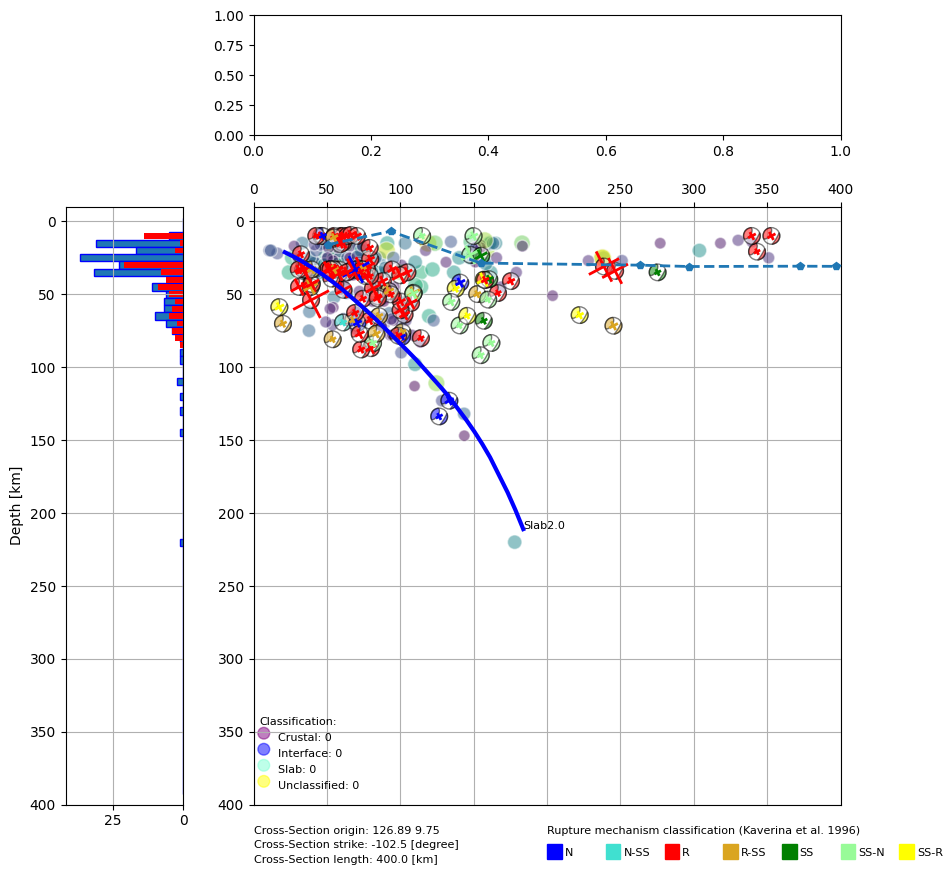 1.00
0.75
0.50
0.25
0.00
0.0 0.2 0.4 0.6 0.8 1.0
0 50 100 150 200 250 300 350 400
0 0
50 50
100 100
150 150
200 200
250 250
300 300
350 350
400 400
Depth [km]
25 0
Slab2.0
Classification:
Crustal: 0
Interface: 0
Slab: 0
Unclassified: 0
Cross-Section origin: 126.89 9.75
Cross-Section strike: -102.5 [degree]
Cross-Section length: 400.0 [km]
Rupture mechanism classification (Kaverina et al. 1996)
N N-SS R R-SS SS SS-N SS-R